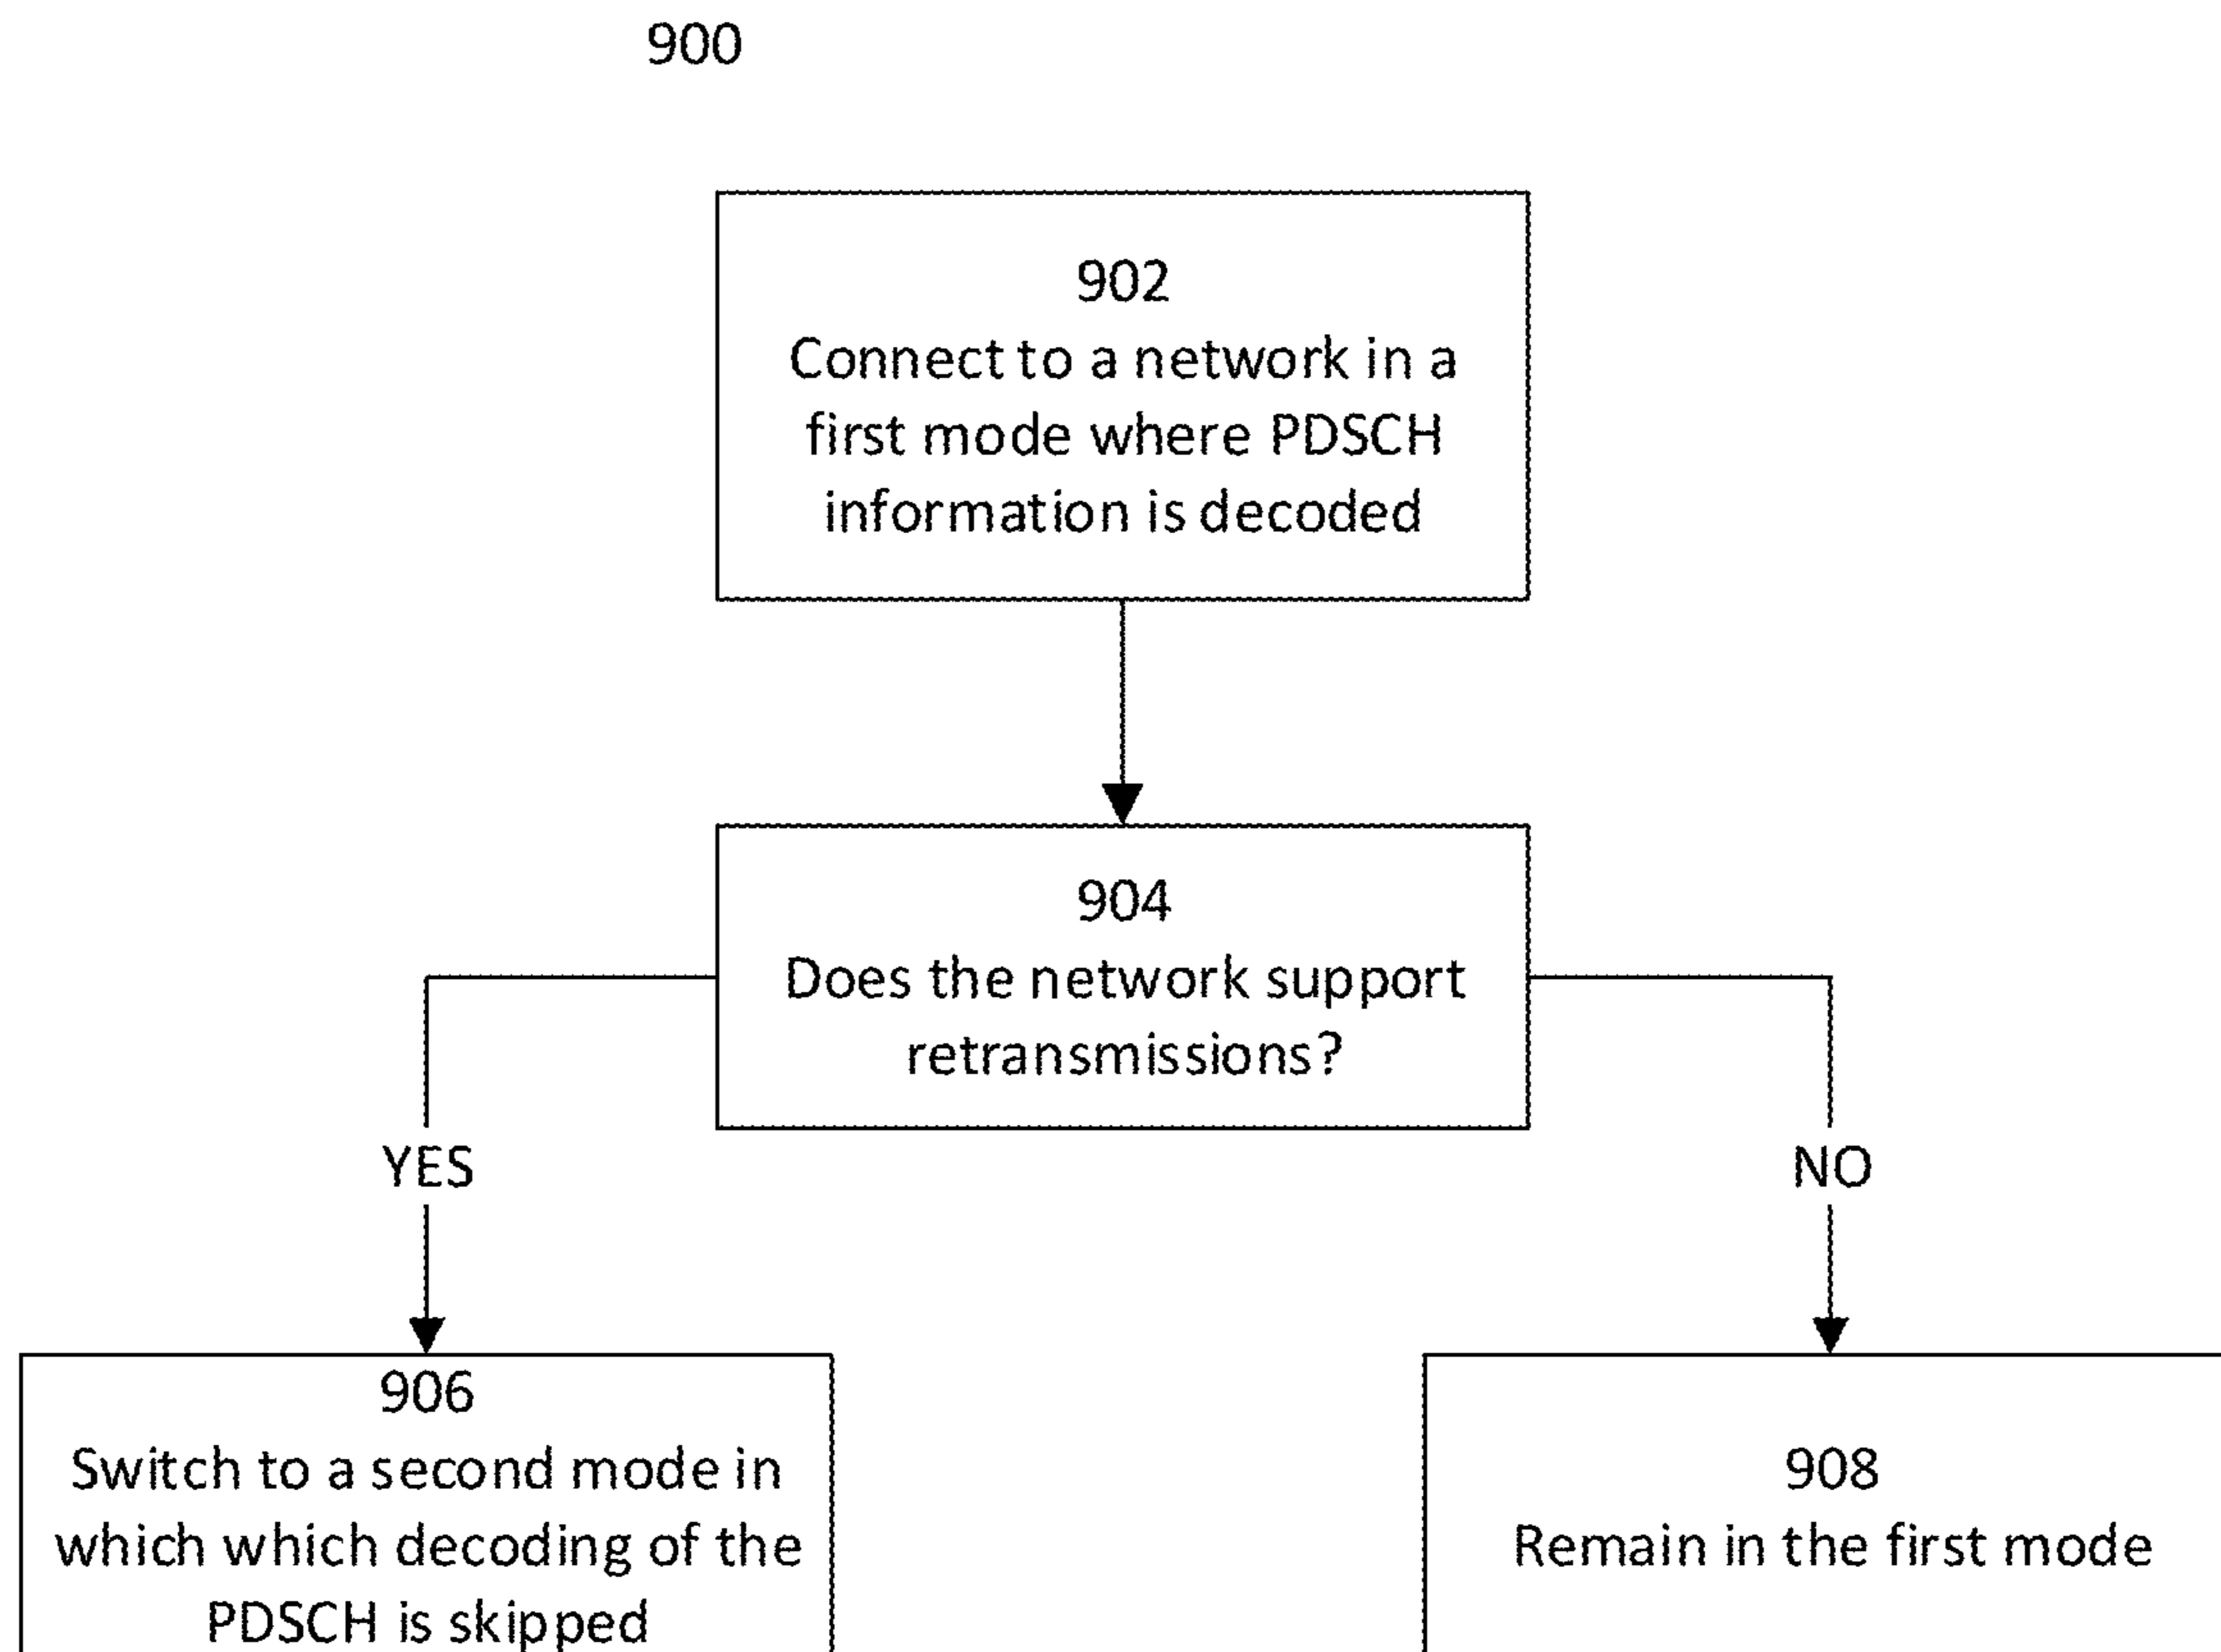 900
902
Connect to a network in a
first mode where PDSCH
information is decoded
904
Does the network support
retransmissions?
YES
NO
906
Switch to a second mode in
which which decoding of the
PDSCH is skipped
908
Remain in the first mode